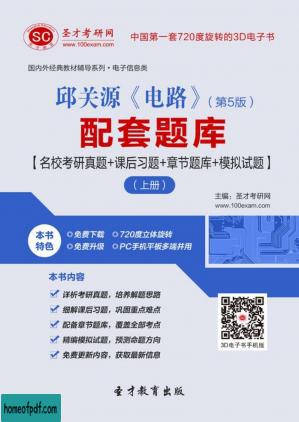 SC
圣才考研网
www.100exam.com
中国第一套720度旋转的3D电子书
国内外经典教材辅导系列·电子信息类
邱关源《电路》(第5版)
配套题库
【名校考研真题+课后习题+章节题库+模拟试题】
(上册)
主编：圣才考研网
www.100exam.com
本书特色
免费下载
720度立体旋转
免费升级
PC手机平板多端并用
本书内容
详析考研真题，培养解题思路
细解课后习题，巩固重点难点
配备章节题库，覆盖全部考点
精编模拟试题，预测命题方向
免费更新内容，获取最新信息
3D电子书手机版
圣才教育出版
homeofpdf.com
homeofpdf.com